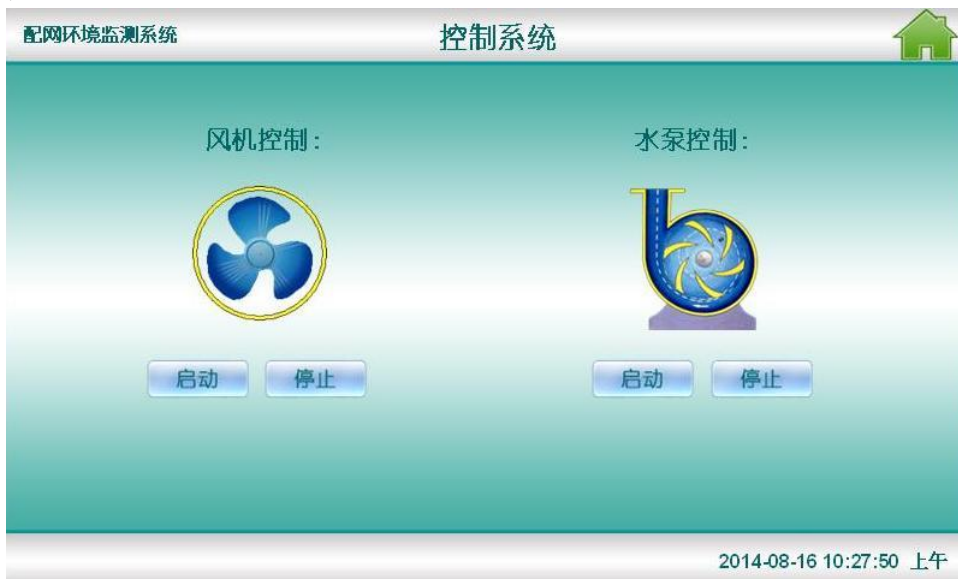 配网环境监测系统
控制系统
风机控制:
水泵控制:
启动
停止
启动
停止
2014-08-16 10:27:50 上午